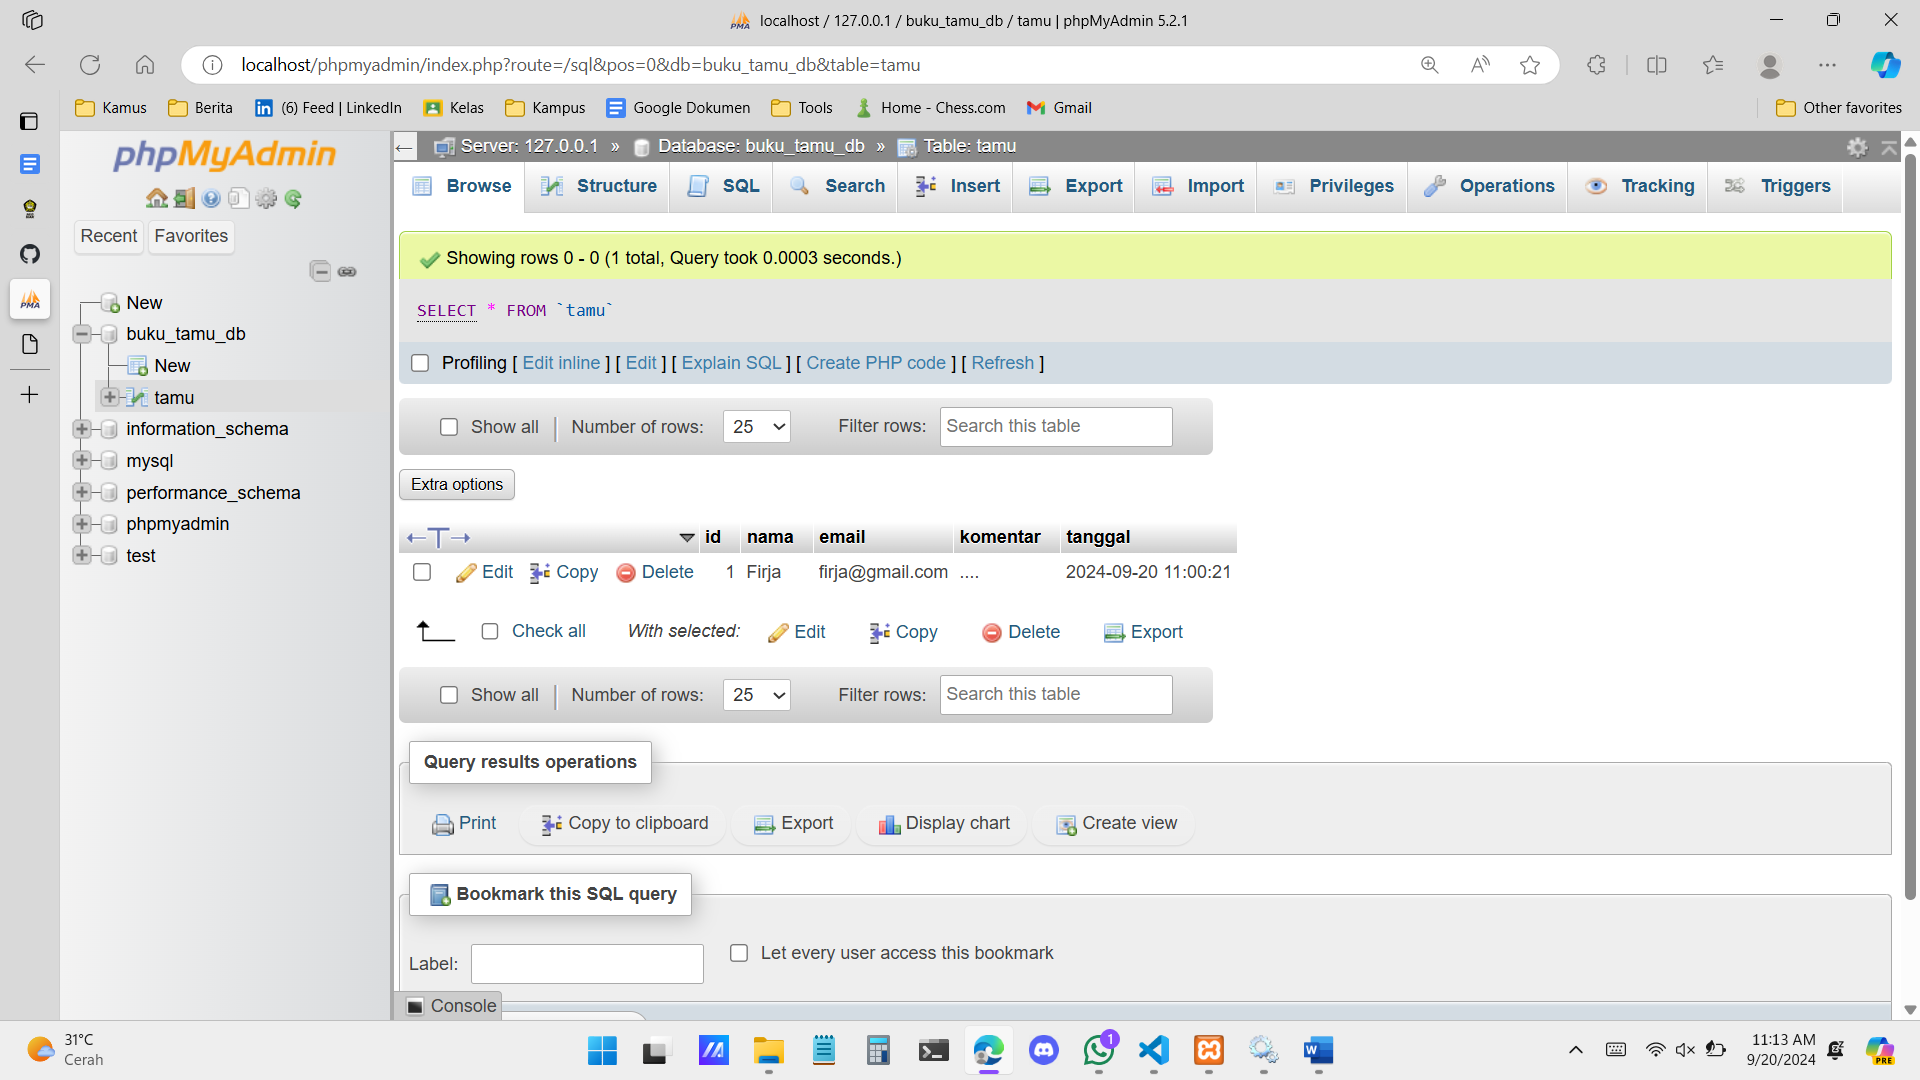 localhost / 127.0.0.1 / buku_tamu_db / tamu | phpMyAdmin 5.2.1
localhost/phpmyadmin/index.php?route=/sql&pos=0&db=buku_tamu_db&table=tamu
Kamus Berita (6) Feed | LinkedIn Kelas Kampus Google Dokumen Tools Home - Chess.com Gmail Other favorites
phpMyAdmin
Recent Favorites
New
buku_tamu_db
New
tamu
information_schema
mysql
performance_schema
phpmyadmin
test
PMA
Server: 127.0.0.1 » Database: buku_tamu_db » Table: tamu
Browse Structure SQL Search Insert Export Import Privileges Operations Tracking Triggers
Showing rows 0 - 0 (1 total, Query took 0.0003 seconds.)
SELECT * FROM `tamu`
Profiling [ Edit inline ] [ Edit ] [ Explain SQL ] [ Create PHP code ] [ Refresh ]
Show all | Number of rows: 25 Filter rows: Search this table
Extra options
←T→ id nama email komentar tanggal
Edit Copy Delete 1 Firja firja@gmail.com .... 2024-09-20 11:00:21
Check all With selected: Edit Copy Delete Export
Show all | Number of rows: 25 Filter rows: Search this table
Query results operations
Print Copy to clipboard Export Display chart Create view
Bookmark this SQL query
Label: Let every user access this bookmark
Console
31°C
Cerah
1
11:13 AM
9/20/2024
PRE